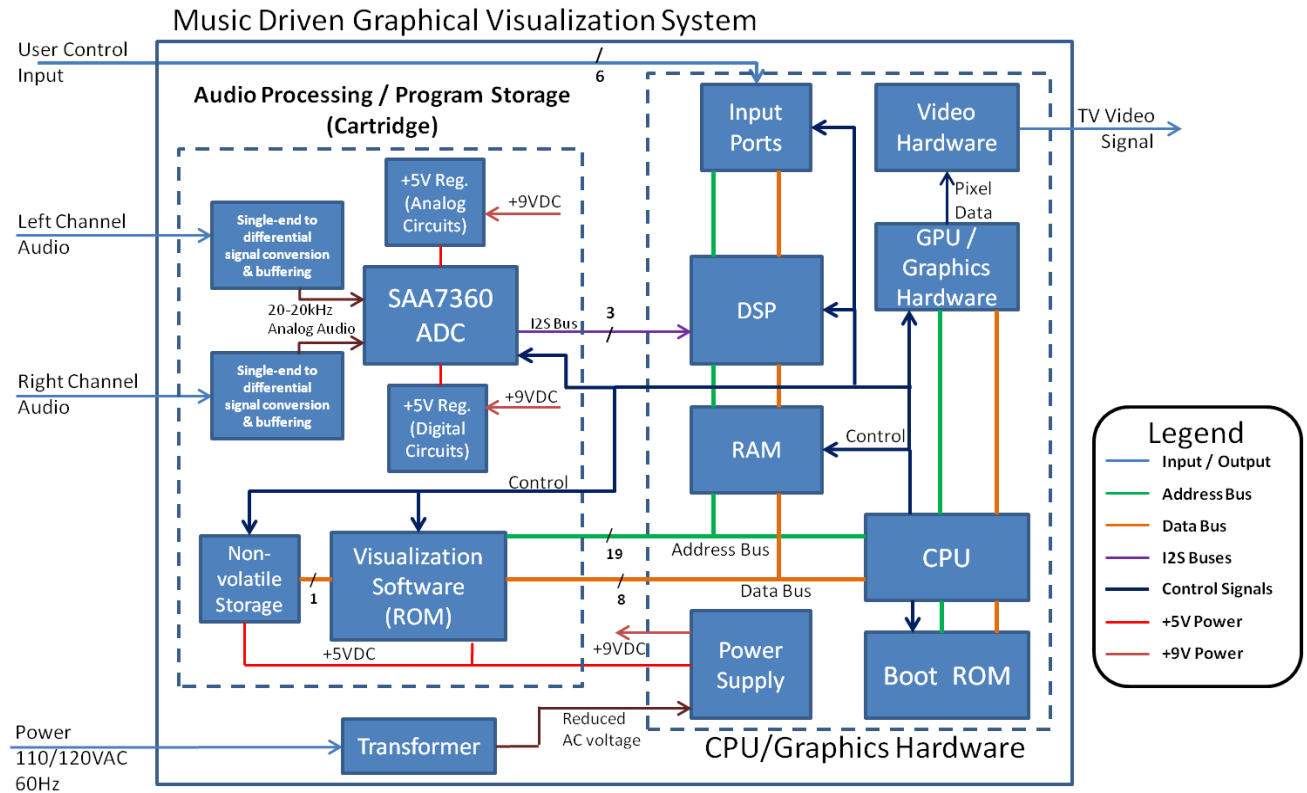 Music Driven Graphical Visualization System
User Control
Input
6
Audio Processing / Program Storage
(Cartridge)
Input
Ports
Video
Hardware
TV Video
Signal
+5V Reg.
(Analog
Circuits)
+9VDC
Pixel
Data
Left Channel
Audio
Single-end to
differential
signal conversion
& buffering
GPU /
Graphics
Hardware
SAA7360
ADC
20-20kHz
Analog Audio
I2S Bus
3
DSP
Right Channel
Audio
Single-end to
differential
signal conversion
& buffering
+5V Reg.
(Digital
Circuits)
+9VDC
RAM
Control
Control
Non-
volatile
Storage
1
Visualization
Software
(ROM)
19
Address Bus
8
Data Bus
CPU
+5VDC
+9VDC
Power
Supply
Boot ROM
Power
110/120VAC
60Hz
Transformer
Reduced
AC voltage
CPU/Graphics Hardware
Legend
Input / Output
Address Bus
Data Bus
I2S Buses
Control Signals
+5V Power
+9V Power